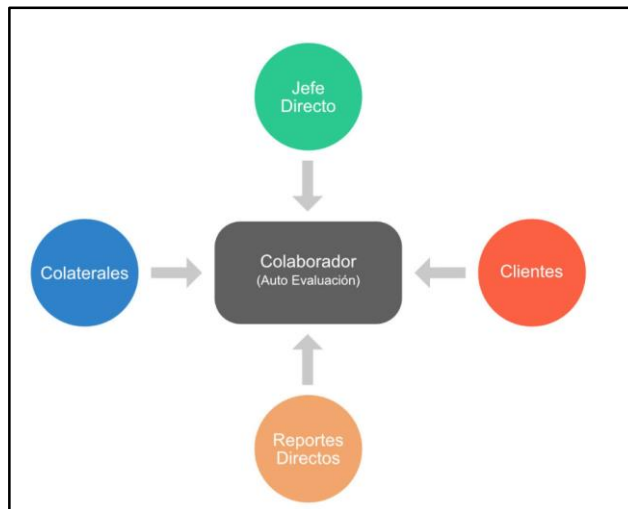 Jefe
Directo
Colaterales
Colaborador
(Auto Evaluación)
Clientes
Reportes
Directos